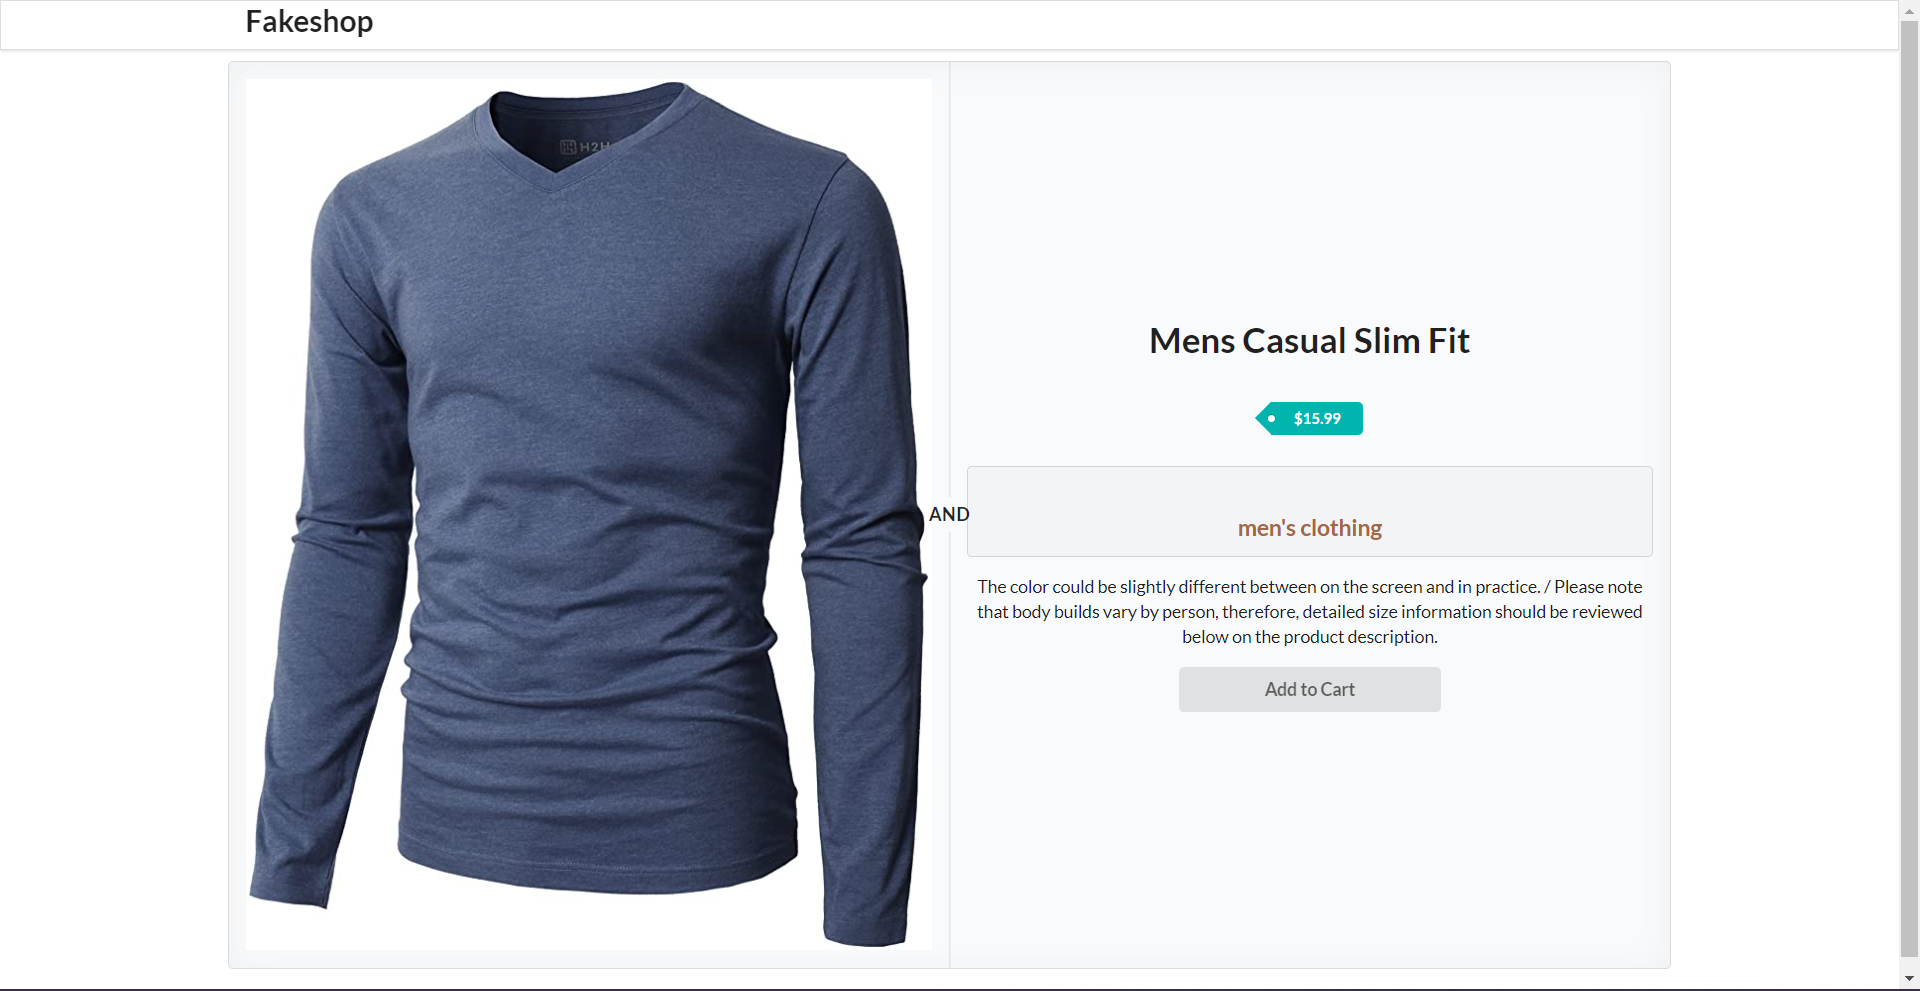 Fakeshop
H2H
Mens Casual Slim Fit
$15.99
AND
men's clothing
The color could be slightly different between on the screen and in practice. / Please note
that body builds vary by person, therefore, detailed size information should be reviewed
below on the product description.
Add to Cart